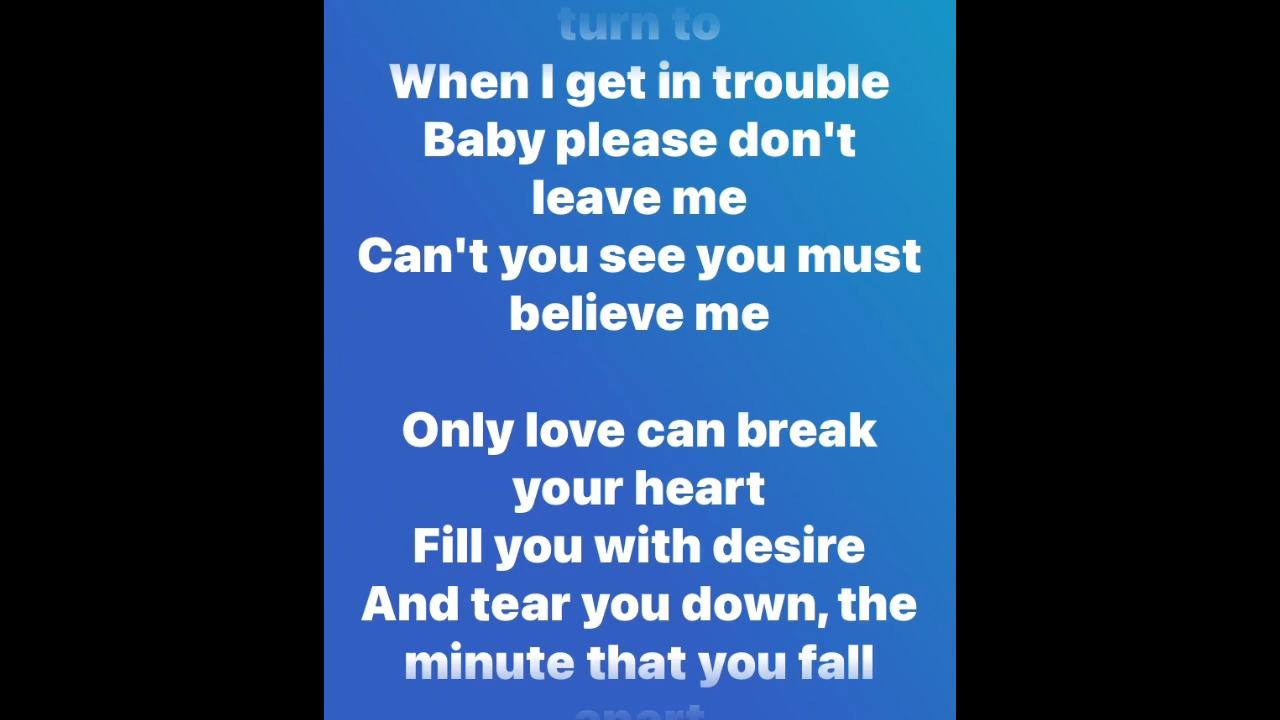 turn to
When I get in trouble
Baby please don't
leave me
Can't you see you must
believe me
Only love can break
your heart
Fill you with desire
And tear you down, the
minute that you fall
apart